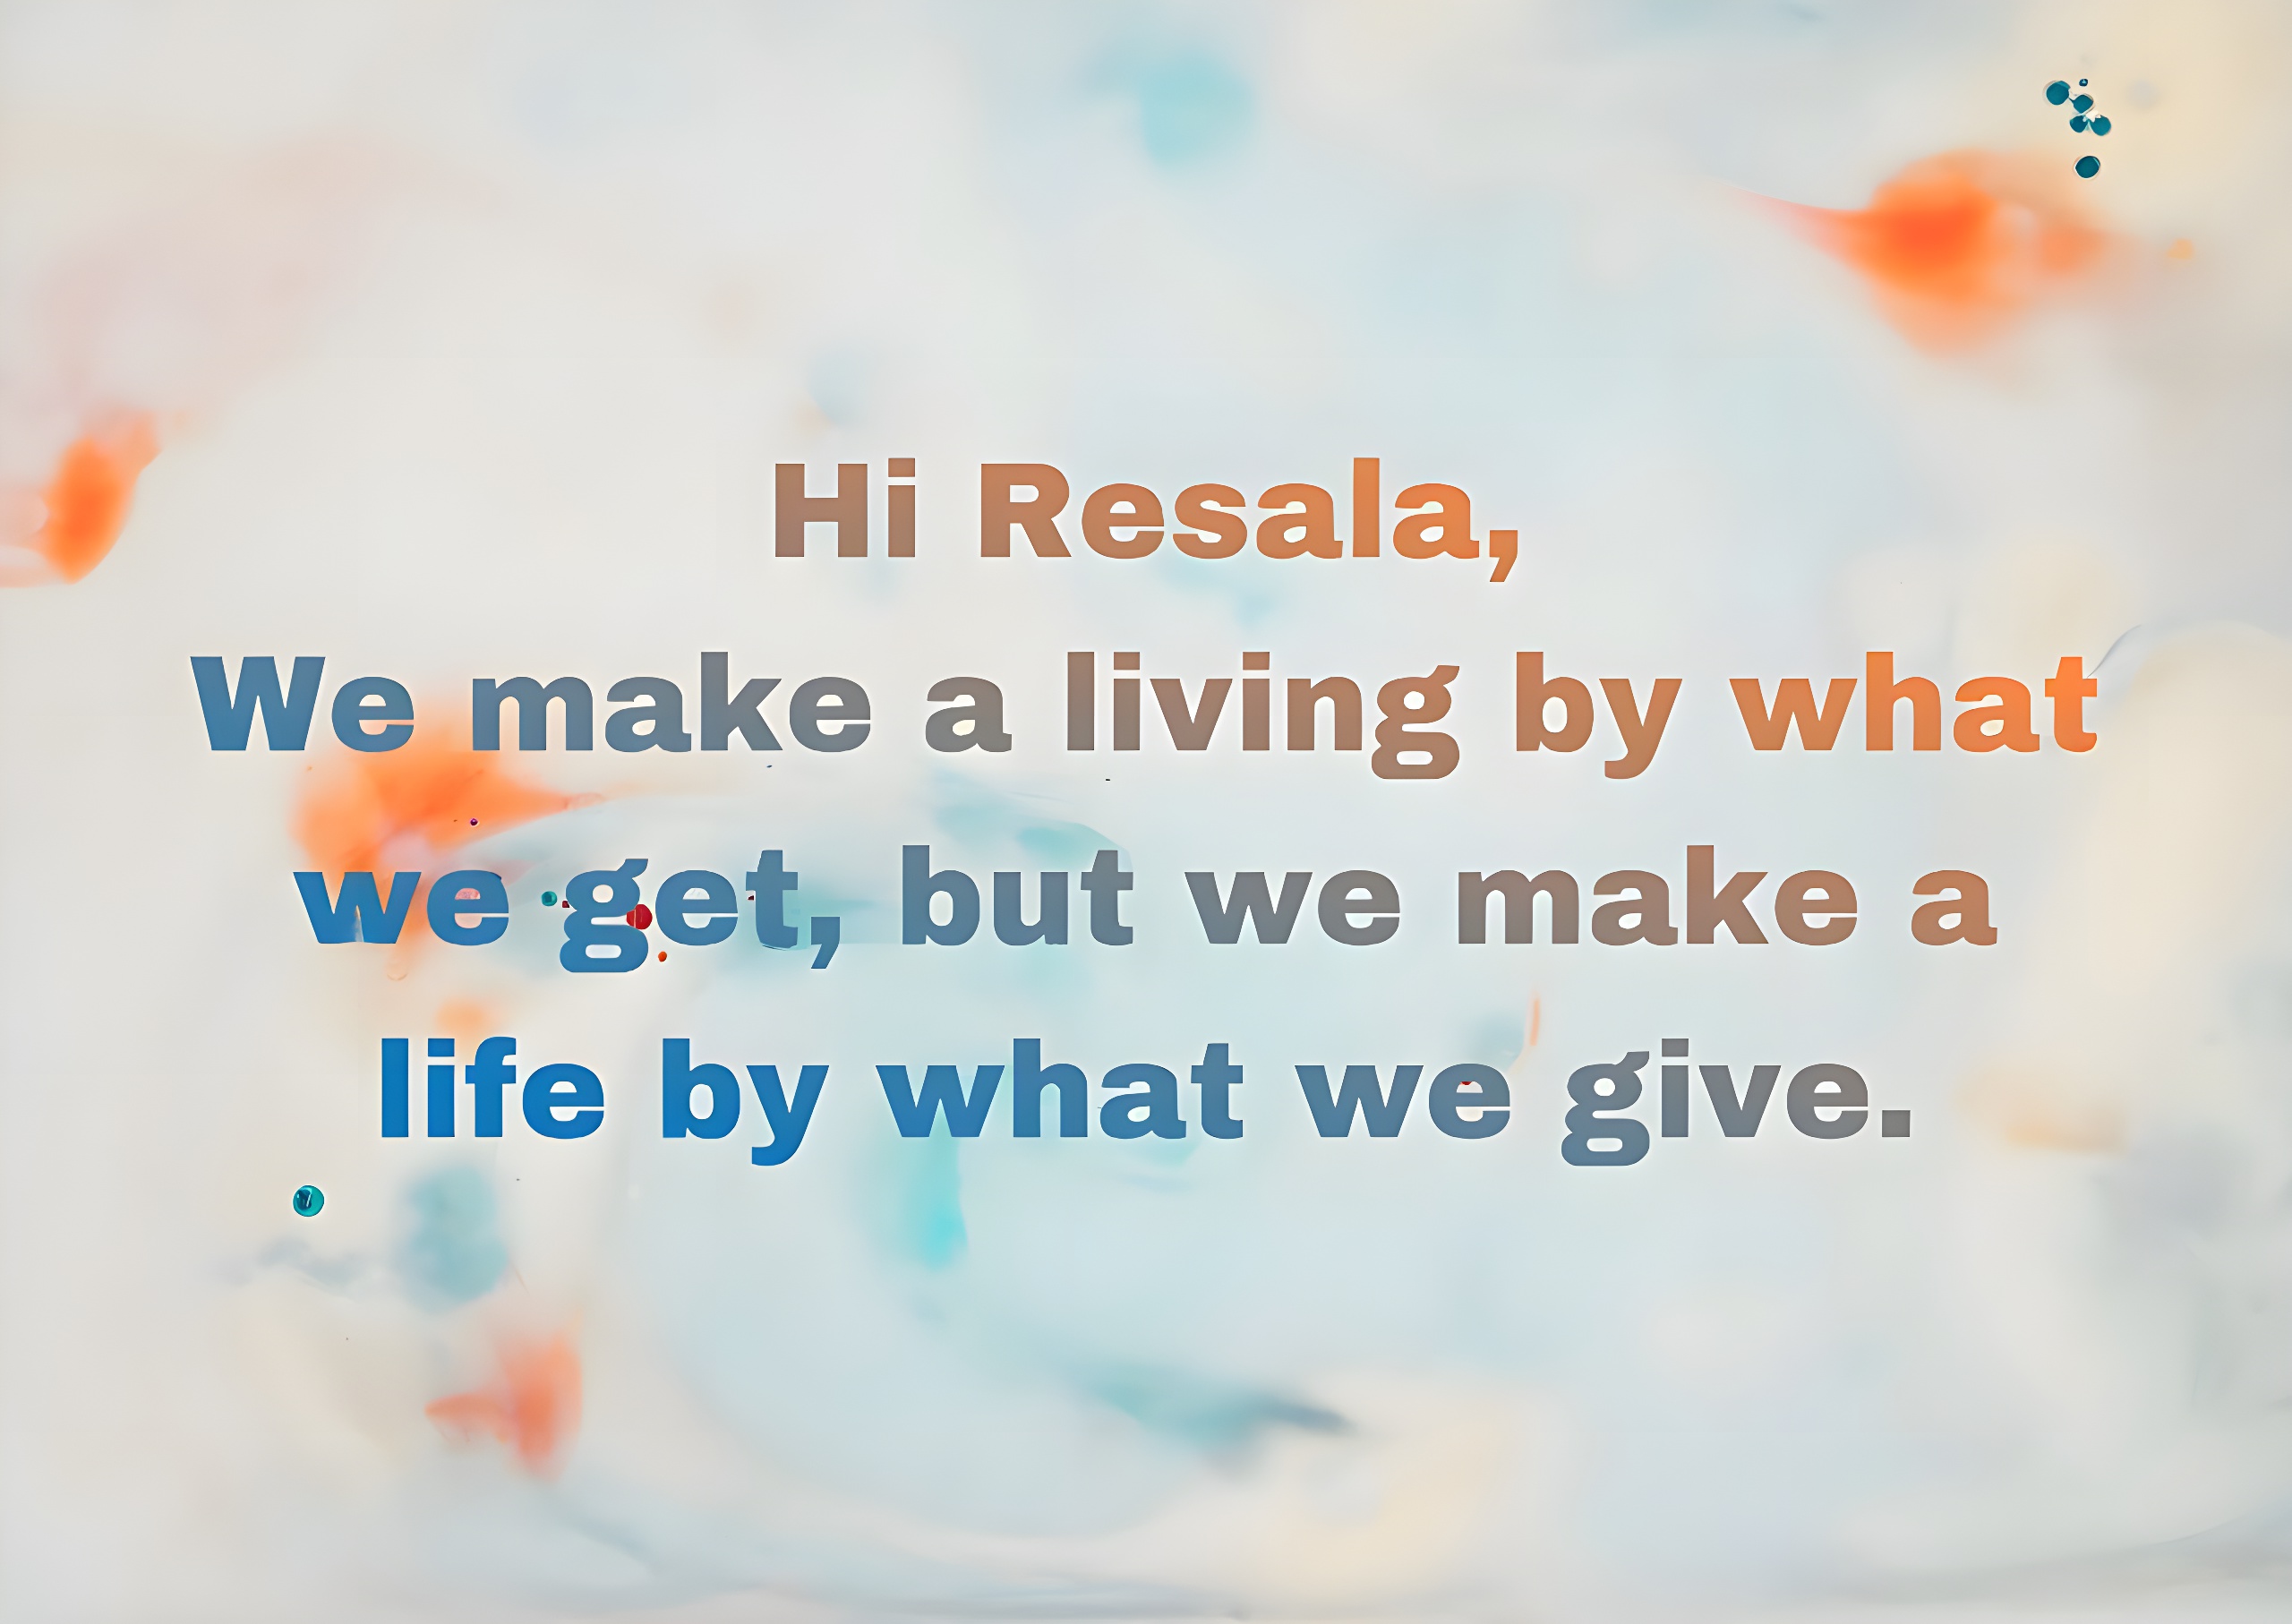 Hi Resala,
We make a living by what
we get, but we make a
life by what we give.